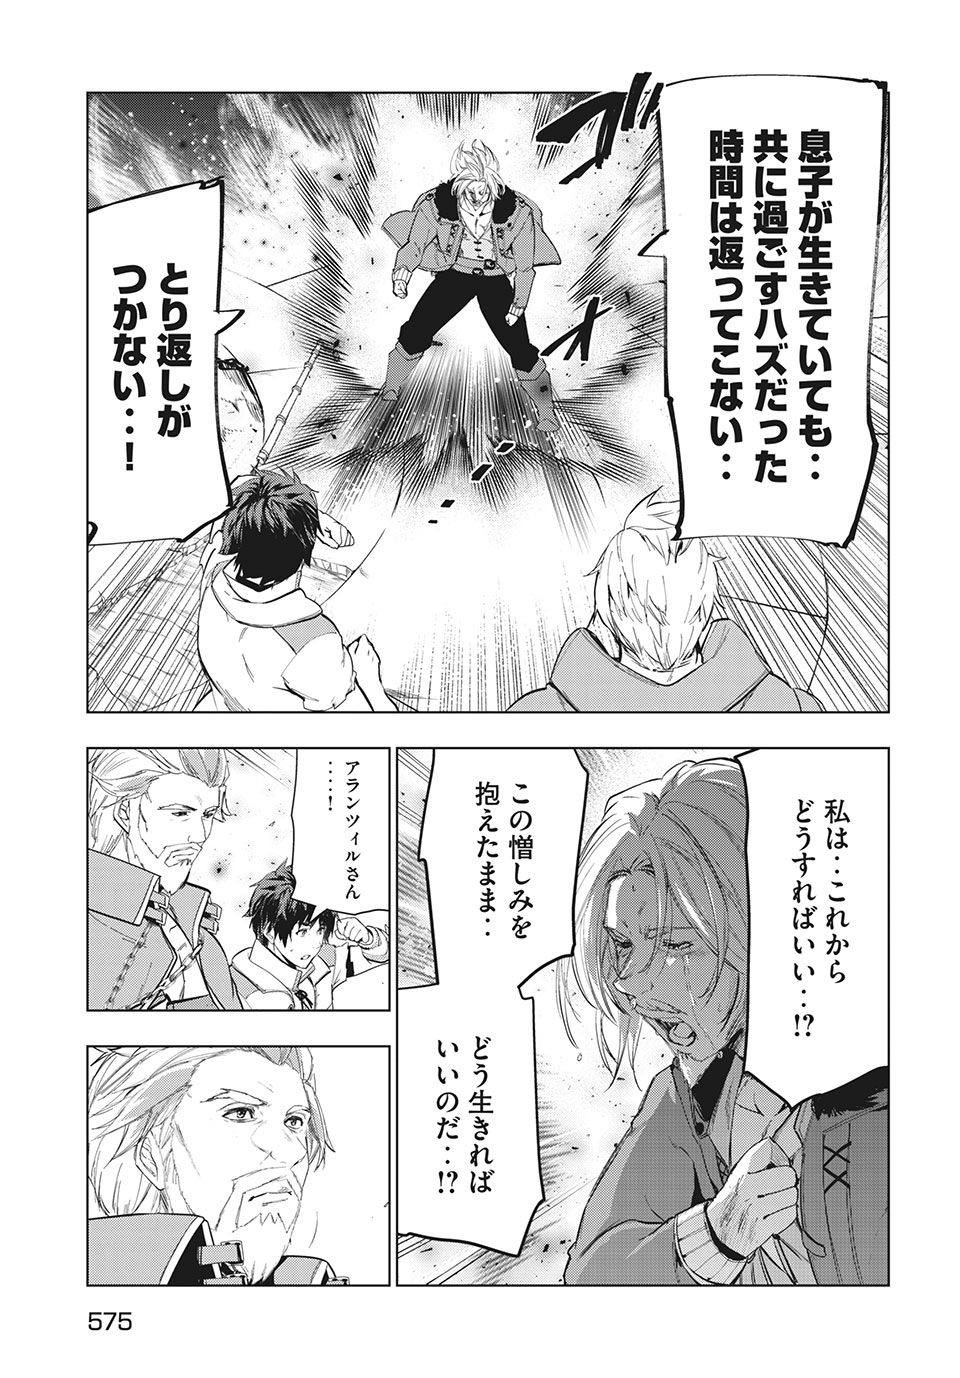 息子が生きていても‥
共に過ごすハズだった
時間は返ってこない‥
とり返しが
つかない‥！
私は‥これから
どうすればいい‥!?
この憎しみを
抱えたまま‥
どう生きれば
いいのだ‥!?
アランツィルさん
‥‥！
575